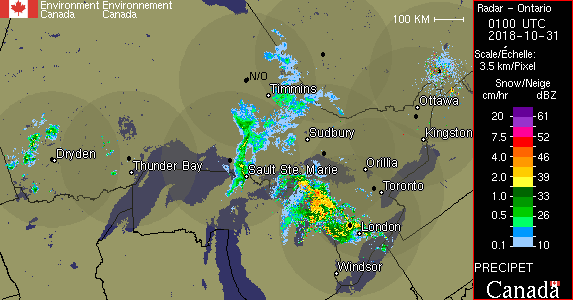 Environment Environnement
Canada Canada
100 KM
N/O
Timmins
Ottawa
Sudbury
Kingston
Dryden
Thunder Bay
Orillia
Sault Ste. Marie
Toronto
London
Windsor
Radar - Ontario
0100 UTC
2018-10-31
Scale/Échelle:
3.5 km/Pixel
Snow/Neige
cm/hr dBZ
20 61
7.5 52
4.0 46
2.0 39
1.0 33
0.5 26
0.1 10
PRECIPET
Canada